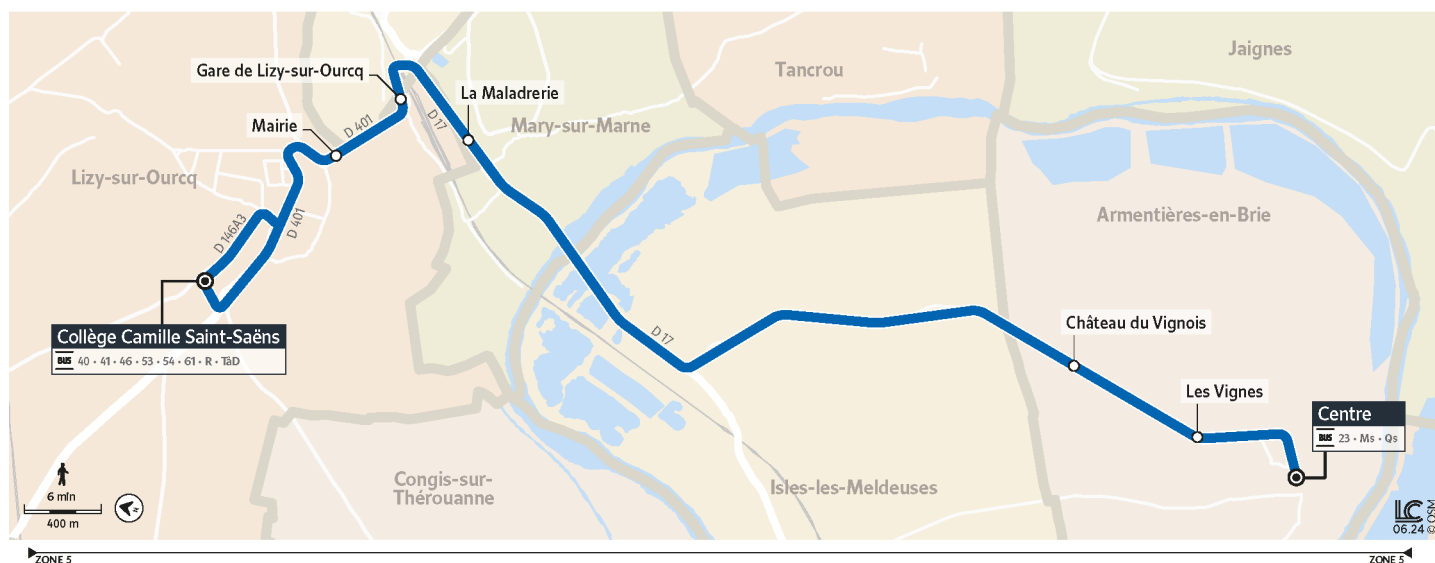 Jaignes
Tancrou
Gare de Lizy-sur-Ourcq
La Maladrerie
D 17
D 401
Mairie
Mary-sur-Marne
Lizy-sur-Ourcq
D 401
D 146A3
Armentières-en-Brie
Collège Camille Saint-Saëns
BUS 40 • 41 • 46 • 53 • 54 • 61 • R • TàD
D 17
Château du Vignois
Les Vignes
Centre
BUS 23 • Ms • Qs
Congis-sur-
Thérouanne
Isles-les-Meldeuses
6 min
400 m
N
LC
06.24 © OSM
ZONE 5
ZONE 5